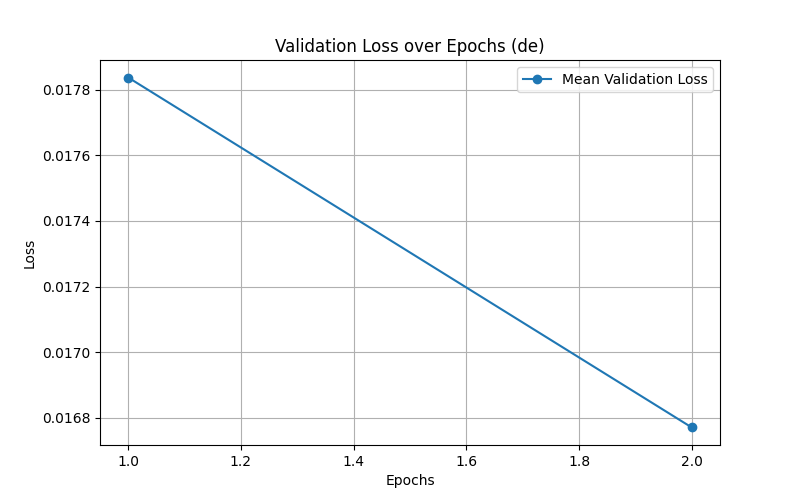 Validation Loss over Epochs (de)
Mean Validation Loss
0.0178
0.0176
0.0174
0.0172
0.0170
0.0168
Loss
1.0 1.2 1.4 1.6 1.8 2.0
Epochs